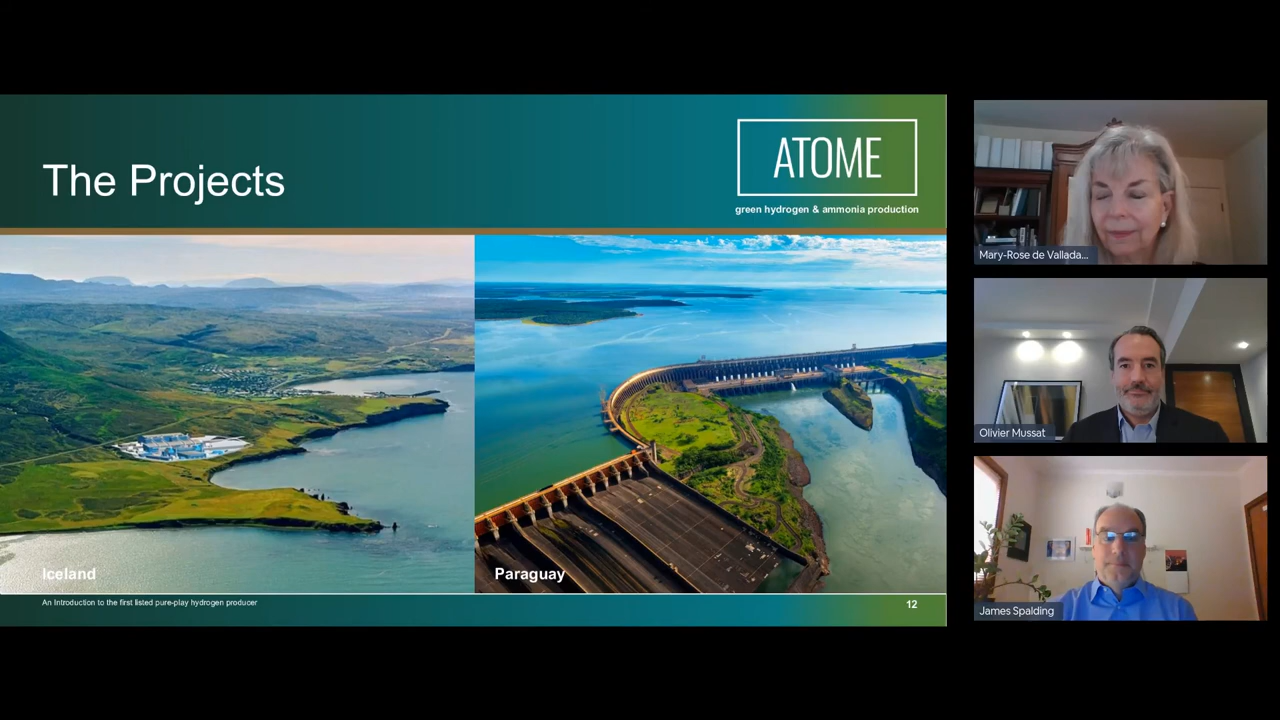 The Projects
ATOME
green hydrogen & ammonia production
Iceland
Paraguay
An Introduction to the first listed pure-play hydrogen producer
12
Mary-Rose de Vallada...
Olivier Mussat
James Spalding